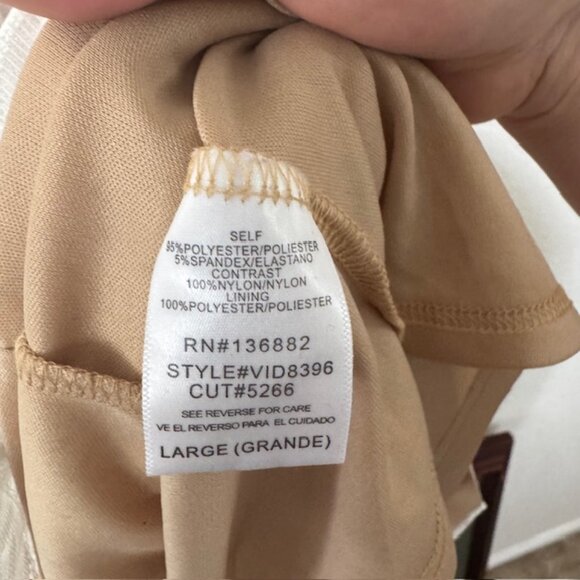 SELF
95%POLYESTER/POLIESTER
5%SPANDEX/ELASTANO
CONTRAST
100%NYLON/NYLON
LINING
100%POLYESTER/POLIESTER
RN#136882
STYLE#VID8396
CUT#5266
SEE REVERSE FOR CARE
VE EL REVERSO PARA EL CUIDADO
LARGE (GRANDE)